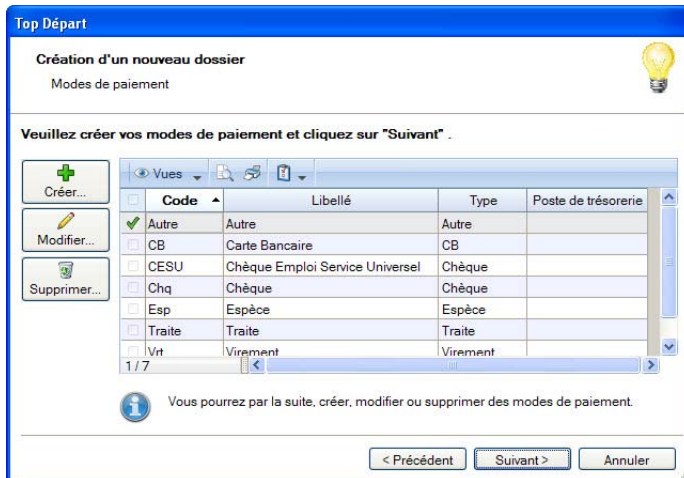 Top Départ
Création d'un nouveau dossier
Modes de paiement
Veuillez créer vos modes de paiement et cliquez sur "Suivant" .
Créer...
Modifier...
Supprimer...
Vues
Code Libellé Type Poste de trésorerie
Autre Autre Autre
CB Carte Bancaire CB
CESU Chèque Emploi Service Universel Chèque
Chq Chèque Chèque
Esp Espèce Espèce
Traite Traite Traite
Vrt Virement Virement
1 / 7
Vous pourrez par la suite, créer, modifier ou supprimer des modes de paiement.
< Précédent Suivant > Annuler